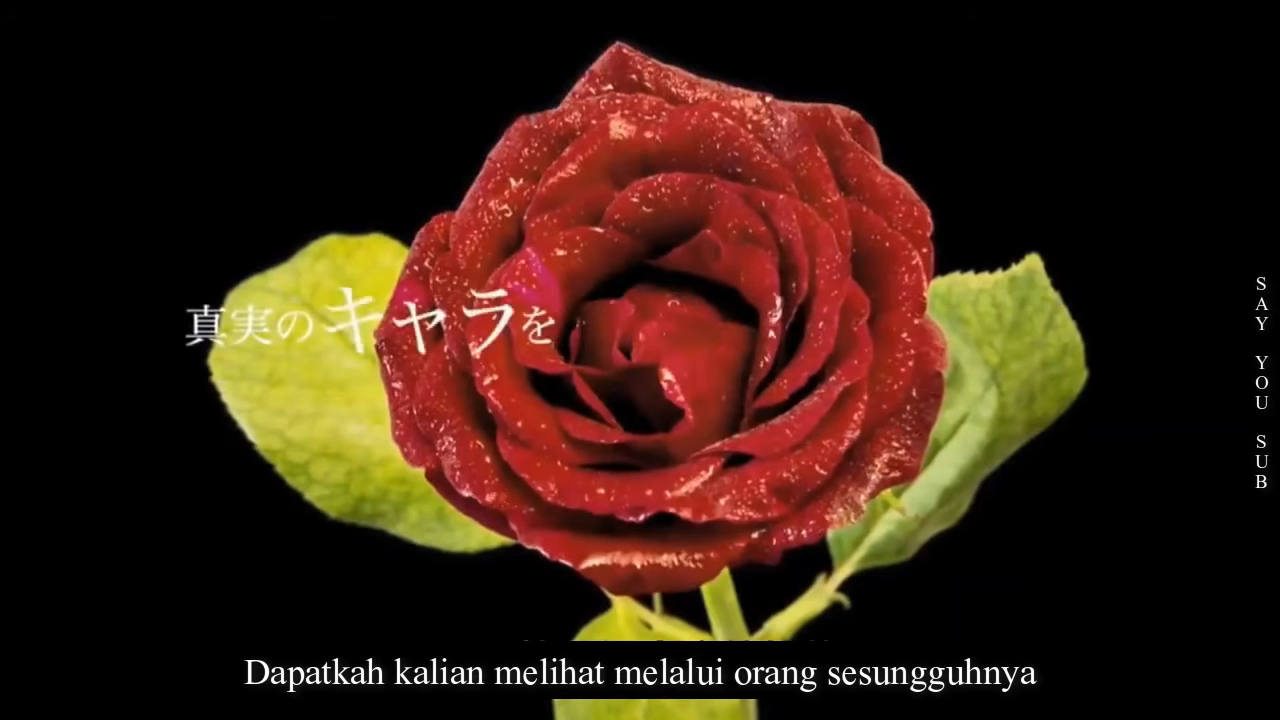 真実のキャラを
SAY YOU SUB
Dapatkah kalian melihat melalui orang sesungguhnya